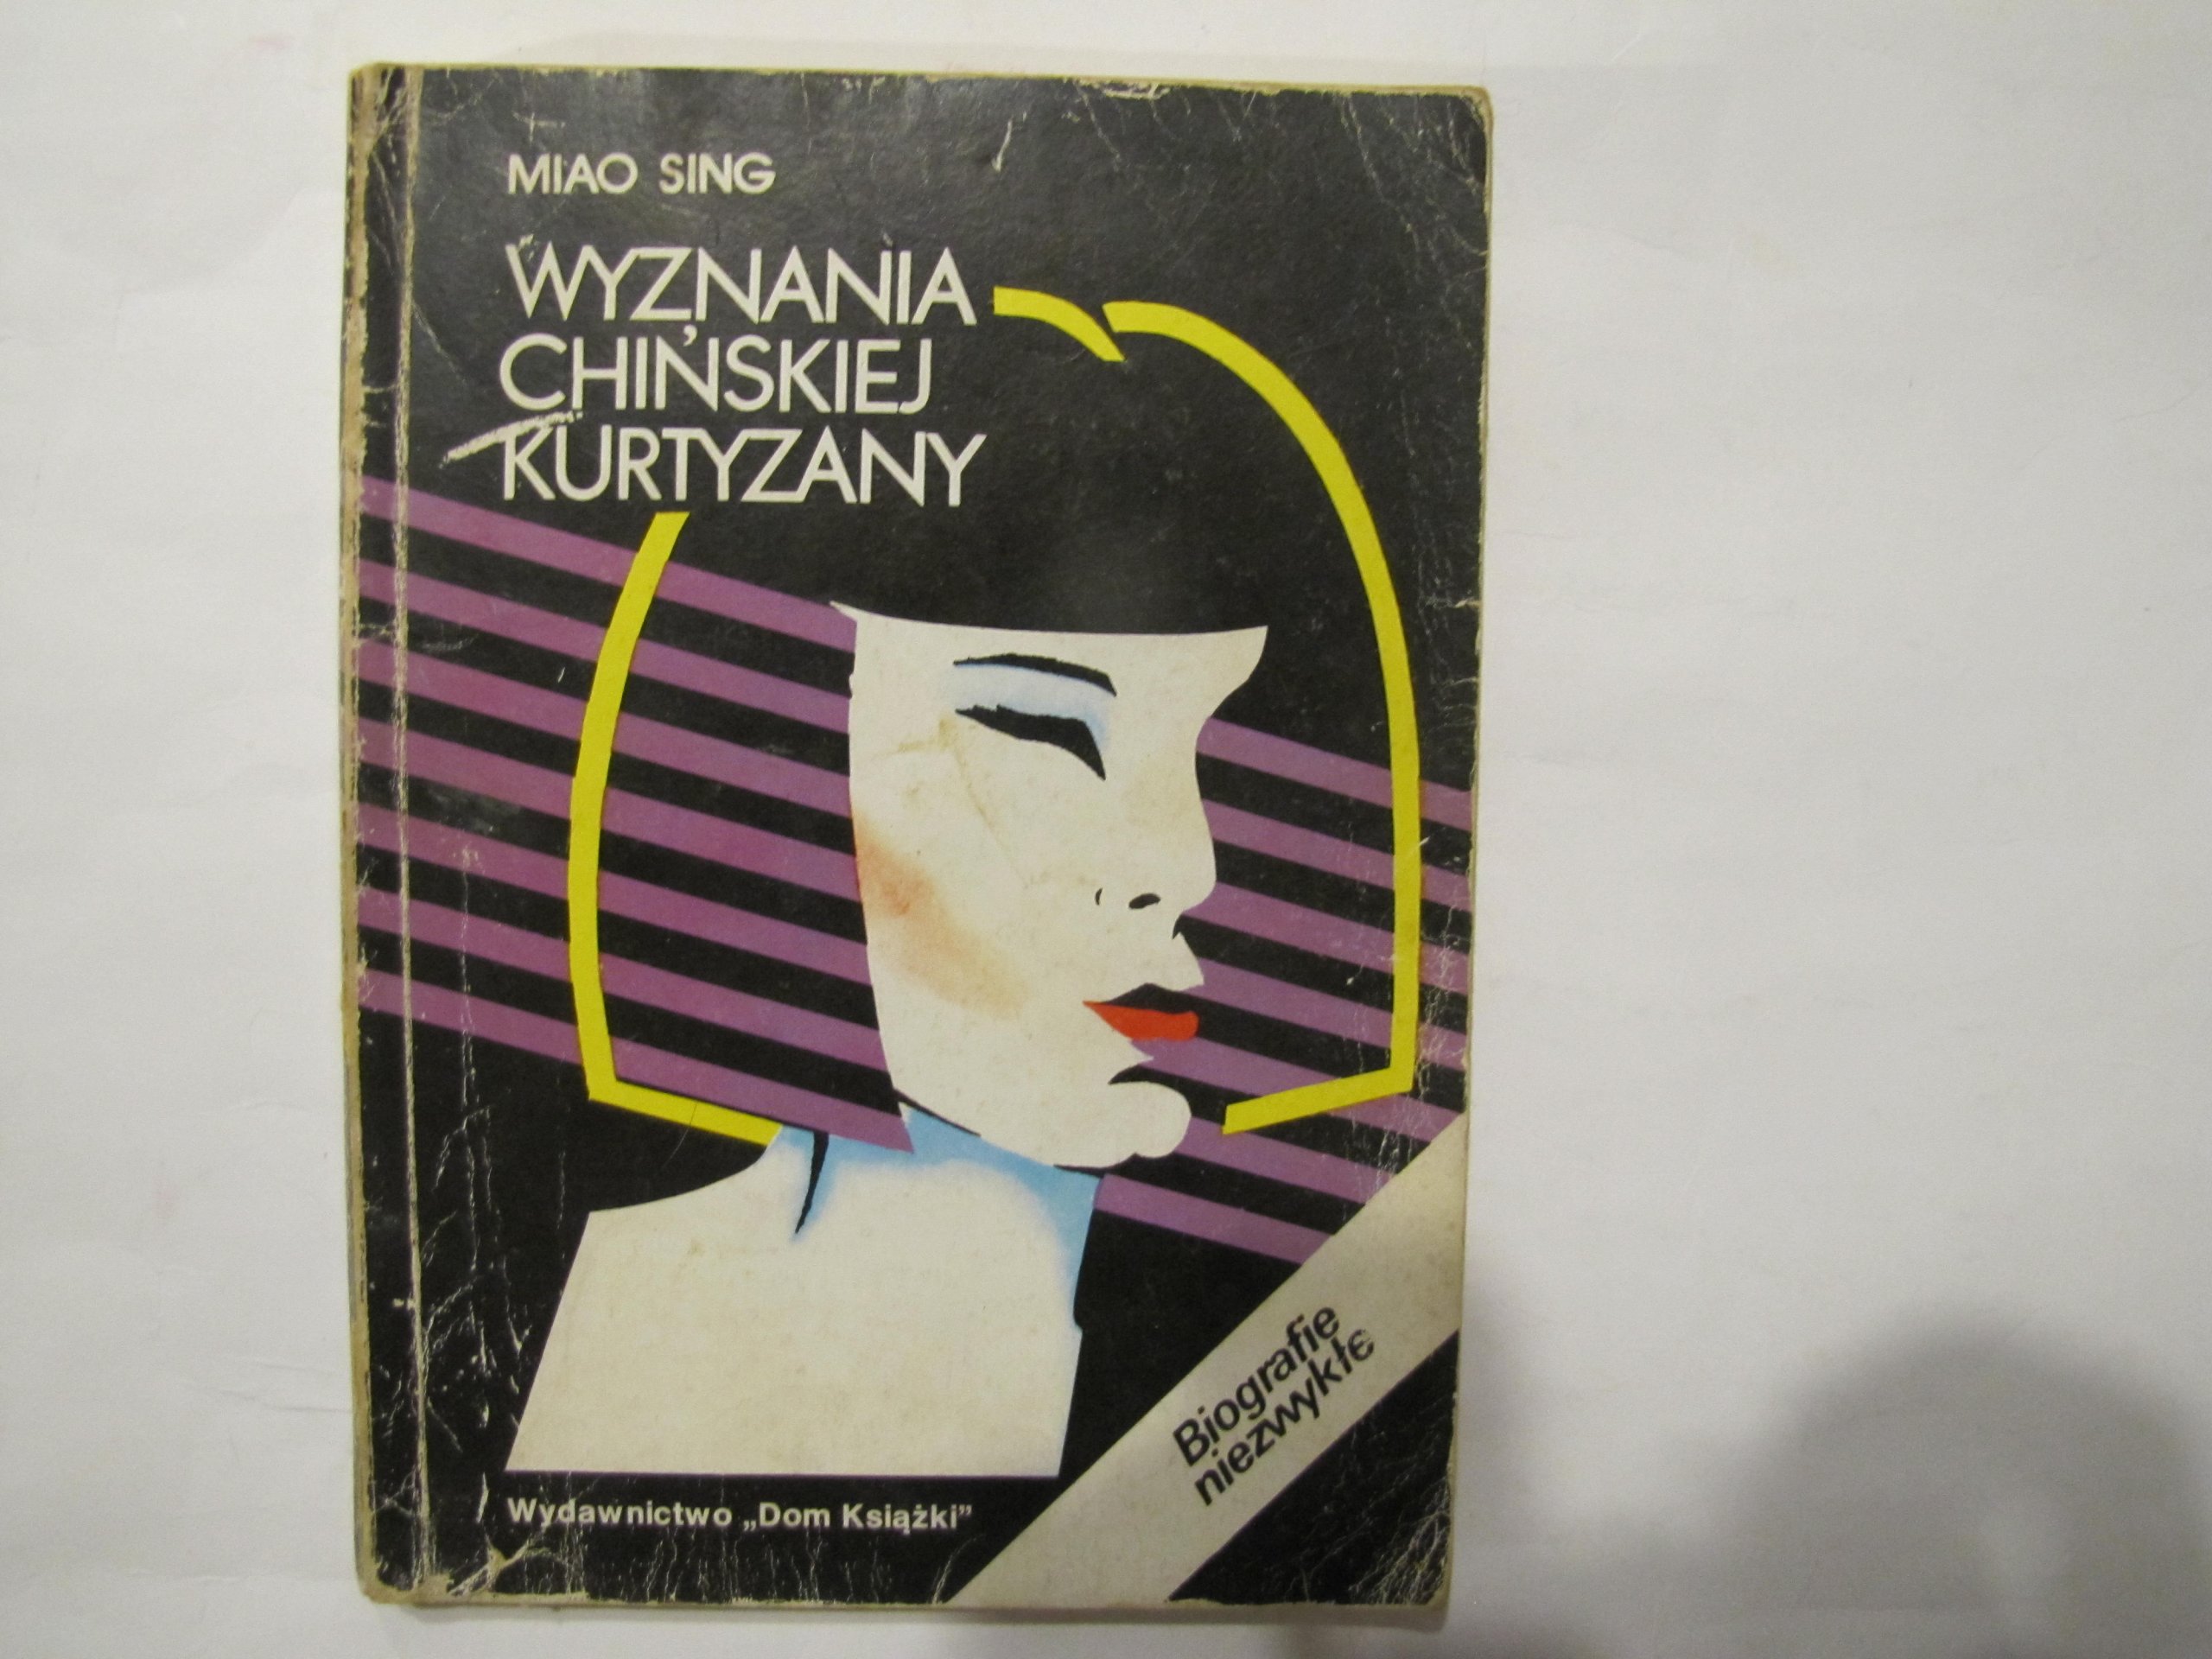 MIAO SING
WYZNANIA
CHIŃSKIEJ
KURTYZANY
Biografie
niezwykłe
Wydawnictwo „Dom Książki”